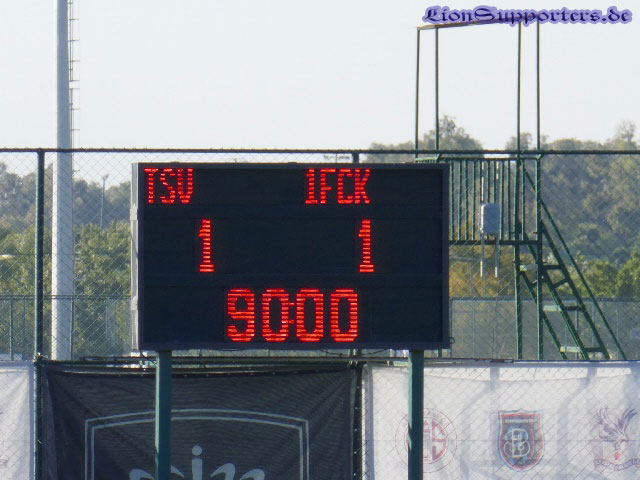 LionSupporters.de
TSV 1FCK
1 1
9000